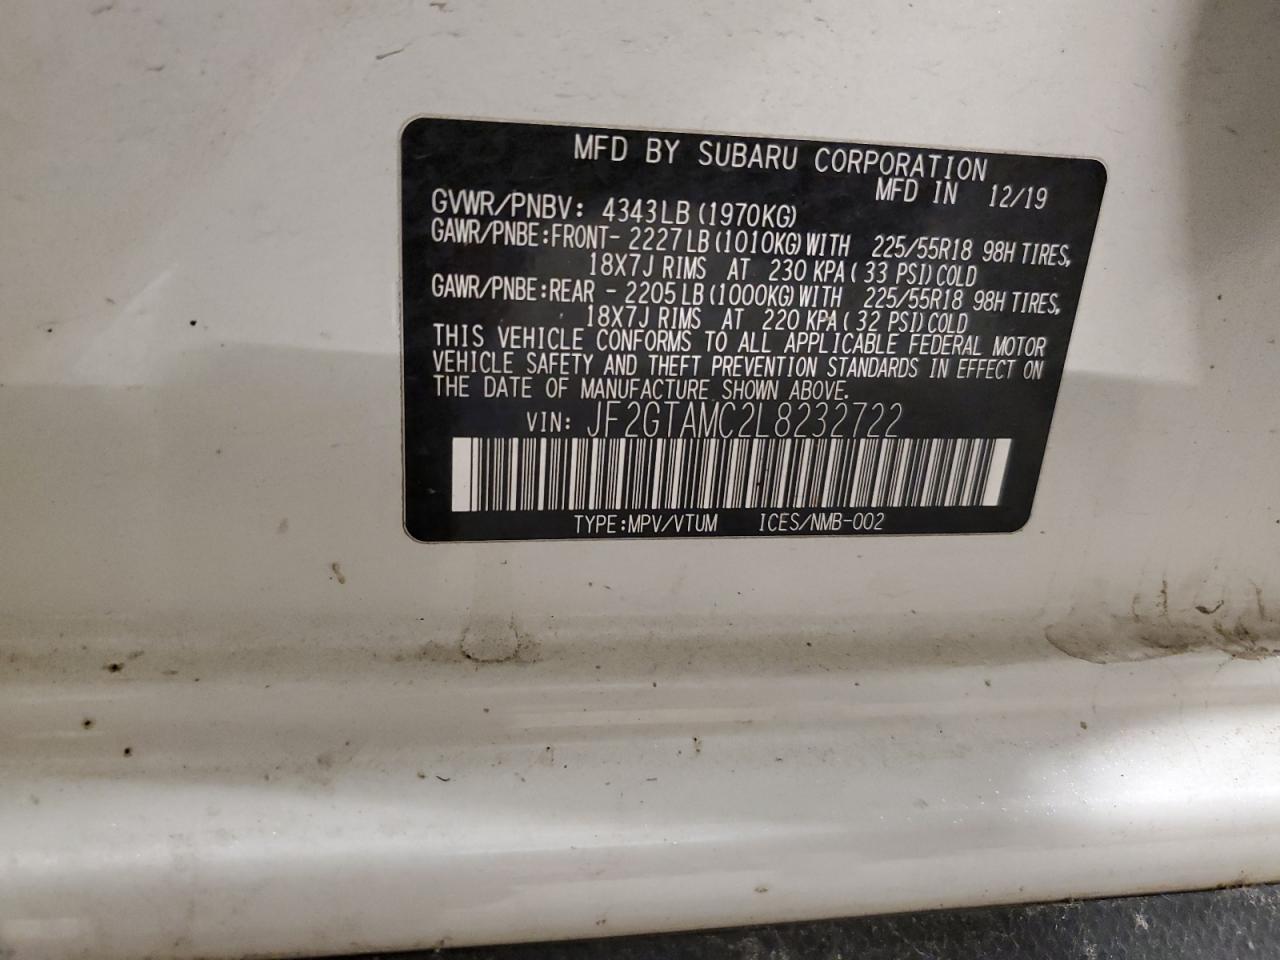 MFD BY SUBARU CORPORATION
MFD IN 12/19
GVWR/PNBV: 4343LB (1970KG)
GAWR/PNBE:FRONT- 2227LB (1010KG) WITH 225/55R18 98H TIRES,
18X7J RIMS AT 230 KPA ( 33 PSI) COLD
GAWR/PNBE:REAR - 2205LB (1000KG) WITH 225/55R18 98H TIRES,
18X7J RIMS AT 220 KPA ( 32 PSI) COLD
THIS VEHICLE CONFORMS TO ALL APPLICABLE FEDERAL MOTOR
VEHICLE SAFETY AND THEFT PREVENTION STANDARDS IN EFFECT ON
THE DATE OF MANUFACTURE SHOWN ABOVE.
VIN: JF2GTAMC2L8232722
TYPE:MPV/VTUM ICES/NMB-002